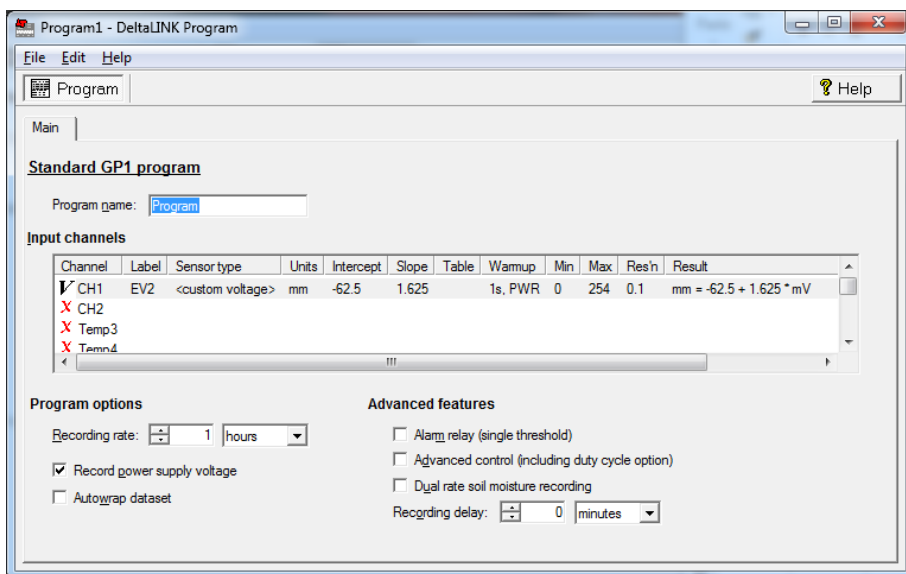 Program1 - DeltaLINK Program
File Edit Help
Program ? Help
Main
Standard GP1 program
Program name: Program
Input channels
Channel Label Sensor type Units Intercept Slope Table Warmup Min Max Res'n Result
V CH1 EV2 <custom voltage> mm -62.5 1.625 1s, PWR 0 254 0.1 mm = -62.5 + 1.625 * mV
X CH2
X Temp3
X Temp4
Program options Advanced features
Recording rate: 1 hours
Alarm relay (single threshold)
Record power supply voltage
Advanced control (including duty cycle option)
Autowrap dataset
Dual rate soil moisture recording
Recording delay: 0 minutes